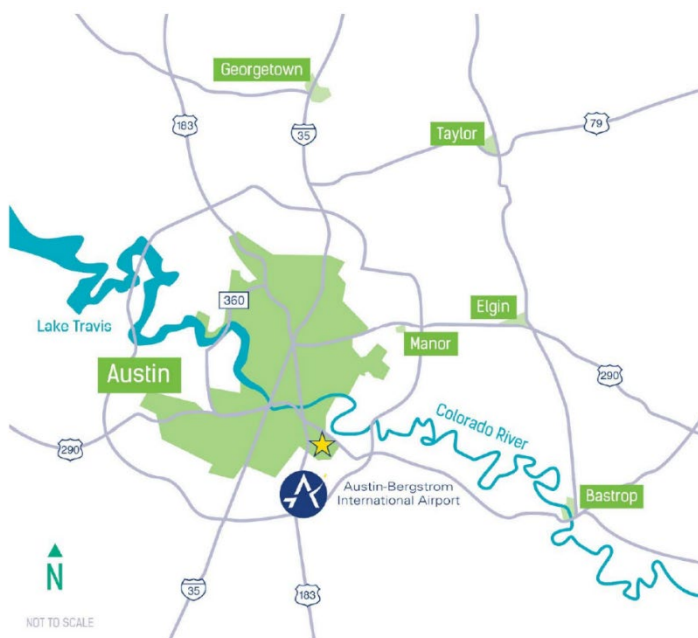 Georgetown
183
35
Taylor
79
360
Lake Travis
Elgin
Manor
Austin
290
Colorado River
290
Austin-Bergstrom
International Airport
Bastrop
N
35
183
NOT TO SCALE